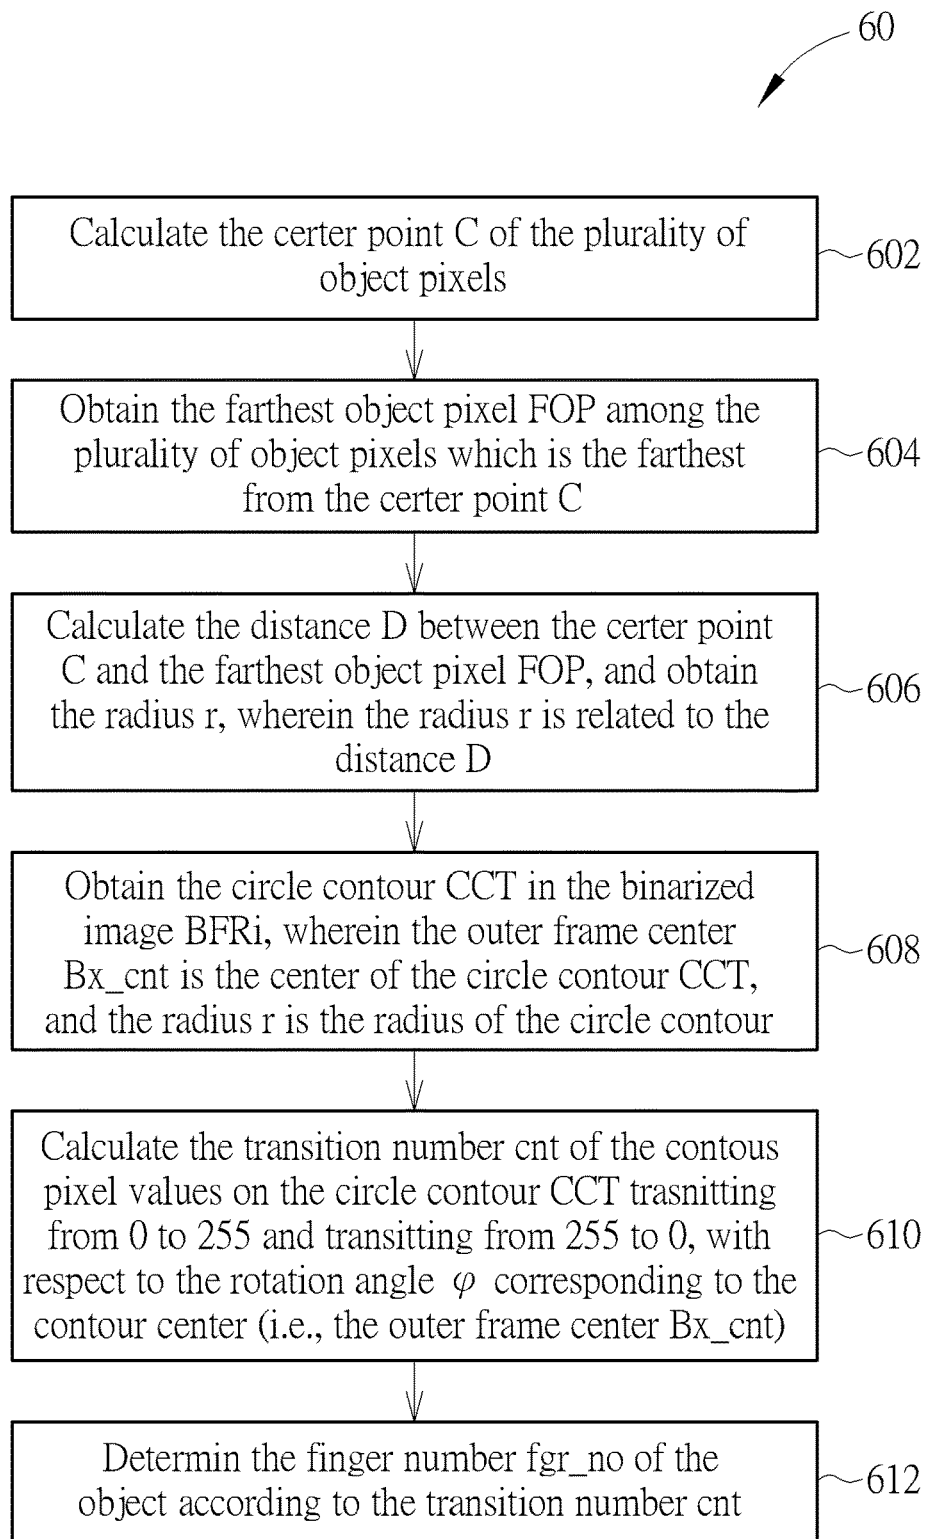 60
Calculate the certer point C of the plurality of
object pixels
602
Obtain the farthest object pixel FOP among the
plurality of object pixels which is the farthest
from the certer point C
604
Calculate the distance D between the certer point
C and the farthest object pixel FOP, and obtain
the radius r, wherein the radius r is related to the
distance D
606
Obtain the circle contour CCT in the binarized
image BFRi, wherein the outer frame center
Bx_cnt is the center of the circle contour CCT,
and the radius r is the radius of the circle contour
608
Calculate the transition number cnt of the contous
pixel values on the circle contour CCT trasnitting
from 0 to 255 and transitting from 255 to 0, with
respect to the rotation angle φ corresponding to the
contour center (i.e., the outer frame center Bx_cnt)
610
Determin the finger number fgr_no of the
object according to the transition number cnt
612